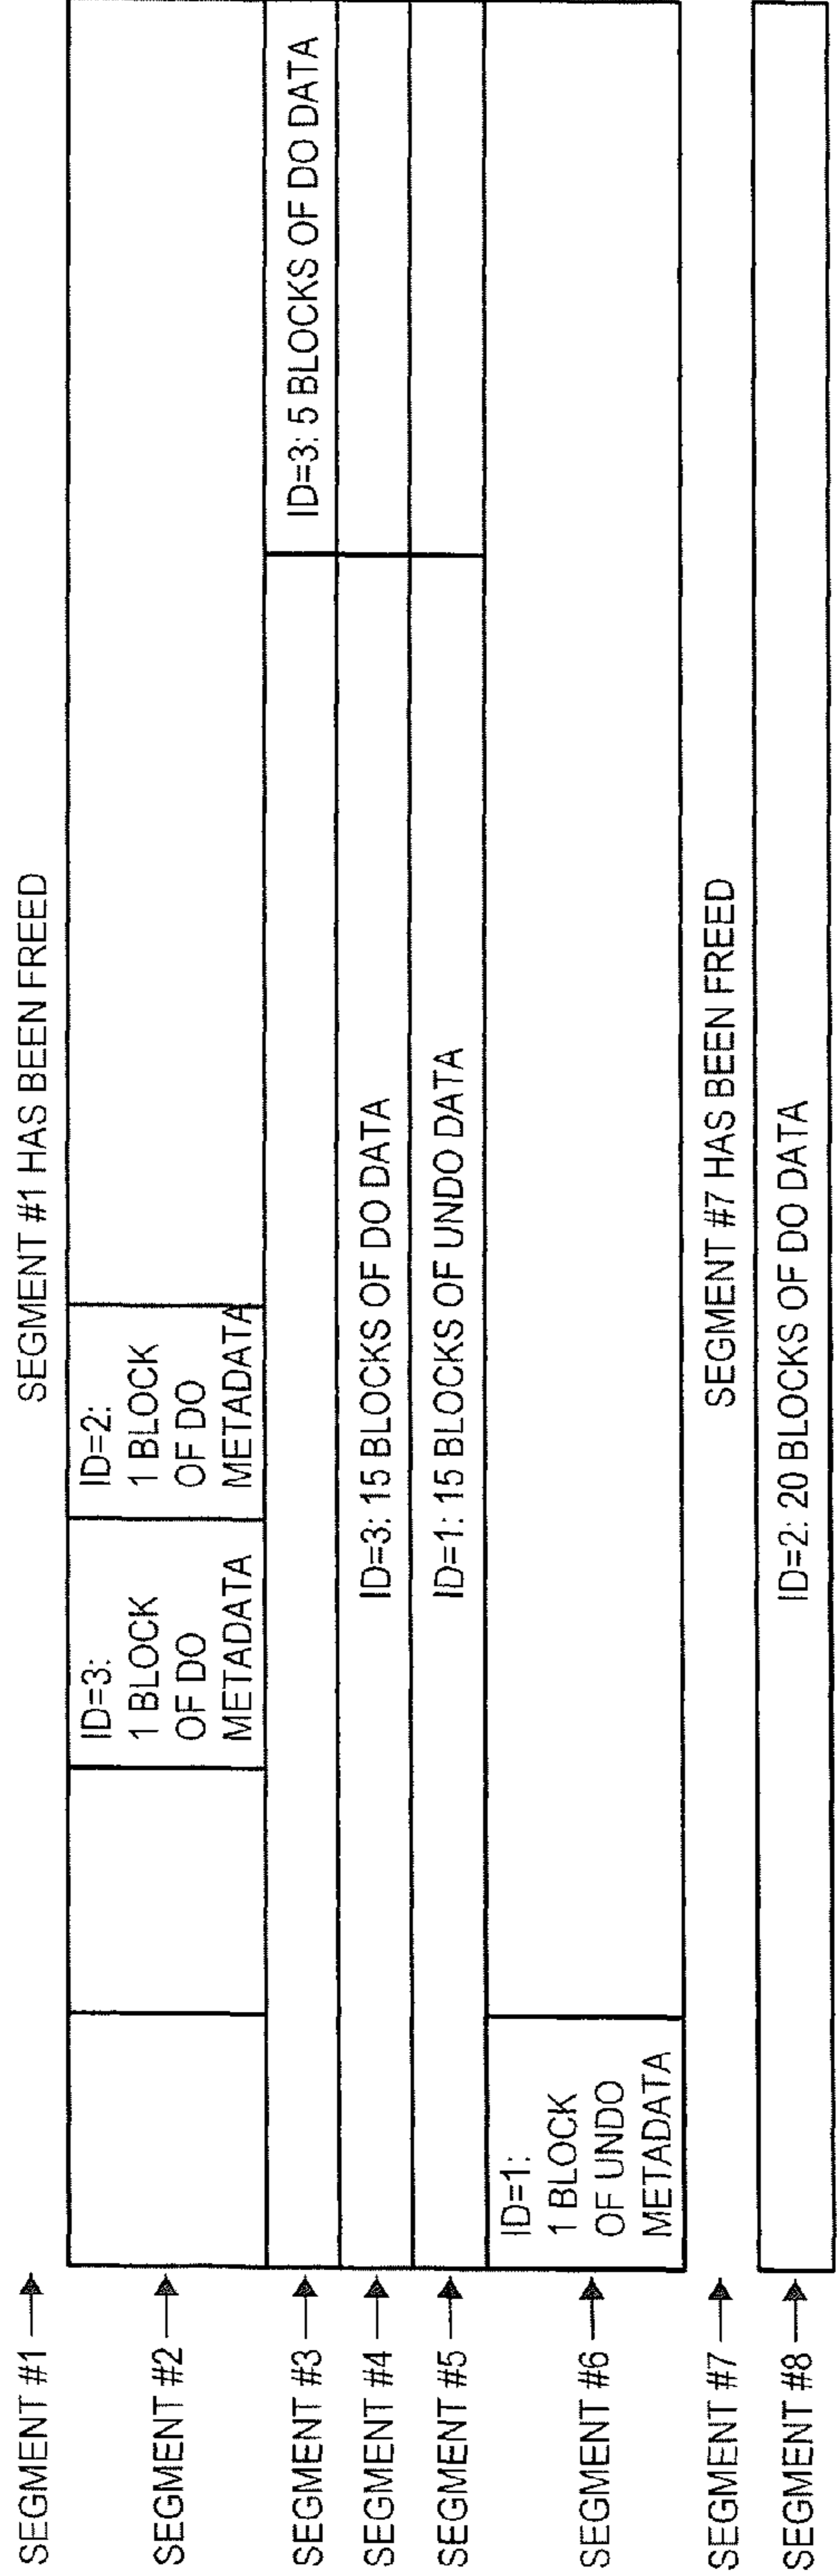 SEGMENT #1
SEGMENT #1 HAS BEEN FREED
SEGMENT #2
ID=3:
1 BLOCK
OF DO
METADATA
ID=2:
1 BLOCK
OF DO
METADATA
SEGMENT #3
ID=3: 5 BLOCKS OF DO DATA
SEGMENT #4
ID=3: 15 BLOCKS OF DO DATA
SEGMENT #5
ID=1: 15 BLOCKS OF UNDO DATA
SEGMENT #6
ID=1:
1 BLOCK
OF UNDO
METADATA
SEGMENT #7
SEGMENT #7 HAS BEEN FREED
SEGMENT #8
ID=2: 20 BLOCKS OF DO DATA